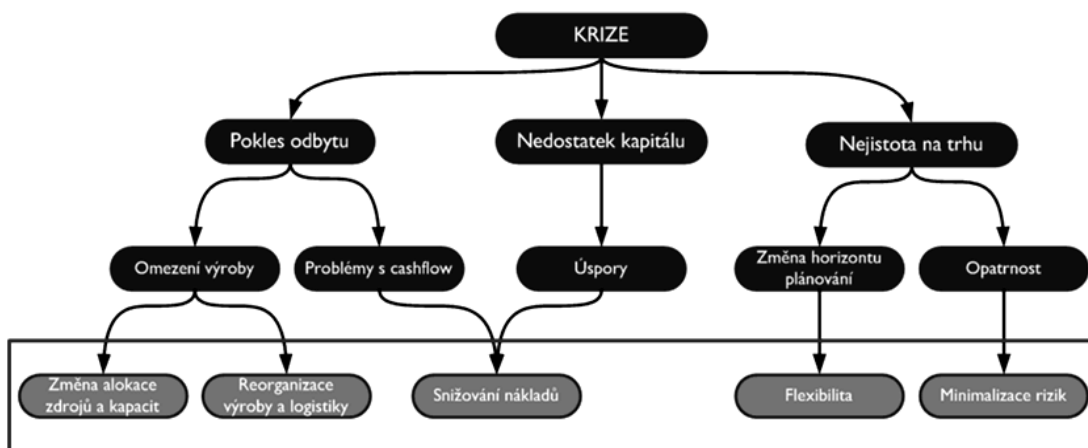 KRIZE
Pokles odbytu
Nedostatek kapitálu
Nejistota na trhu
Omezení výroby
Problémy s cashflow
Úspory
Změna horizontu
plánování
Opatrnost
Změna alokace
zdrojů a kapacit
Reorganizace
výroby a logistiky
Snižování nákladů
Flexibilita
Minimalizace rizik